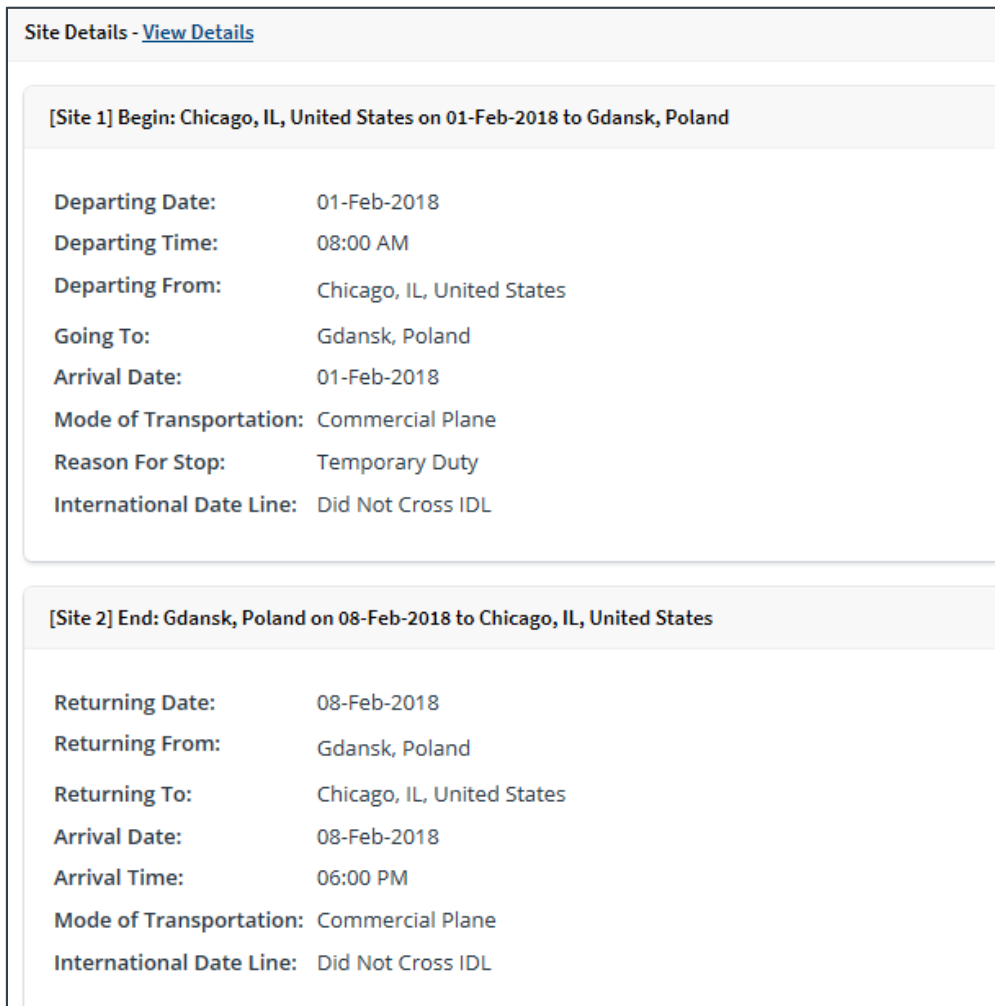 Site Details - View Details
[Site 1] Begin: Chicago, IL, United States on 01-Feb-2018 to Gdansk, Poland
Departing Date: 01-Feb-2018
Departing Time: 08:00 AM
Departing From: Chicago, IL, United States
Going To: Gdansk, Poland
Arrival Date: 01-Feb-2018
Mode of Transportation: Commercial Plane
Reason For Stop: Temporary Duty
International Date Line: Did Not Cross IDL
[Site 2] End: Gdansk, Poland on 08-Feb-2018 to Chicago, IL, United States
Returning Date: 08-Feb-2018
Returning From: Gdansk, Poland
Returning To: Chicago, IL, United States
Arrival Date: 08-Feb-2018
Arrival Time: 06:00 PM
Mode of Transportation: Commercial Plane
International Date Line: Did Not Cross IDL